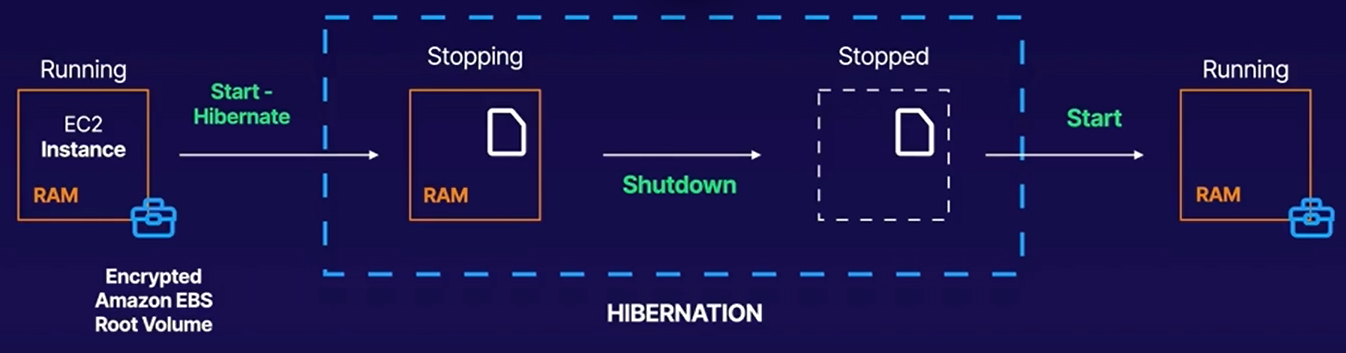 Running
EC2
Instance
RAM
Encrypted
Amazon EBS
Root Volume
Start -
Hibernate
Stopping
RAM
Shutdown
Stopped
HIBERNATION
Start
Running
RAM